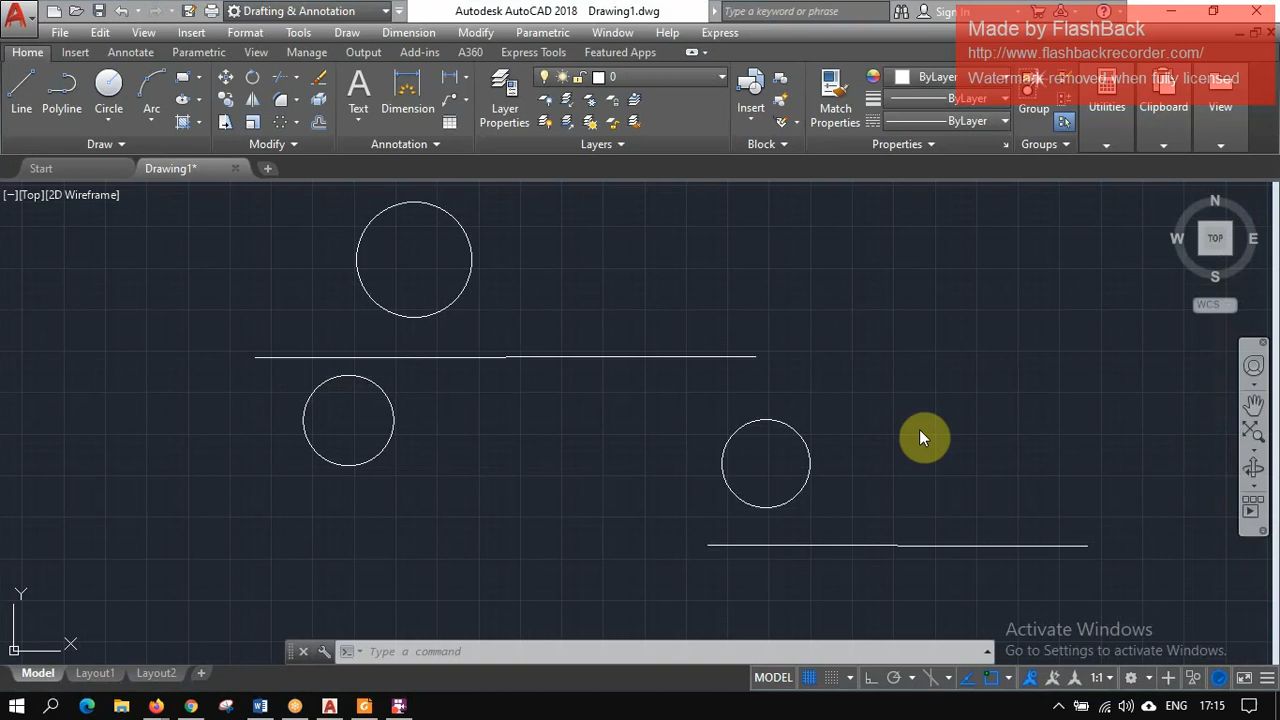 Drafting & Annotation
Autodesk AutoCAD 2018 Drawing1.dwg
Type a keyword or phrase
Sign In
File Edit View Insert Format Tools Draw Dimension Modify Parametric Window Help Express
Made by FlashBack
http://www.flashbackrecorder.com/
Watermark removed when fully licensed
Home Insert Annotate Parametric View Manage Output Add-ins A360 Express Tools Featured Apps
0
ByLayer
ByLayer
ByLayer
Line Polyline Circle Arc
Text Dimension
Layer Properties
Insert
Match Properties
Group
Utilities
Clipboard
View
Draw Modify Annotation Layers Block Properties Groups
Start Drawing1*
[−][Top][2D Wireframe]
N
W TOP E
S
WCS
Y
X
Type a command
Activate Windows
Go to Settings to activate Windows.
Model Layout1 Layout2
MODEL
1:1
ENG 17:15